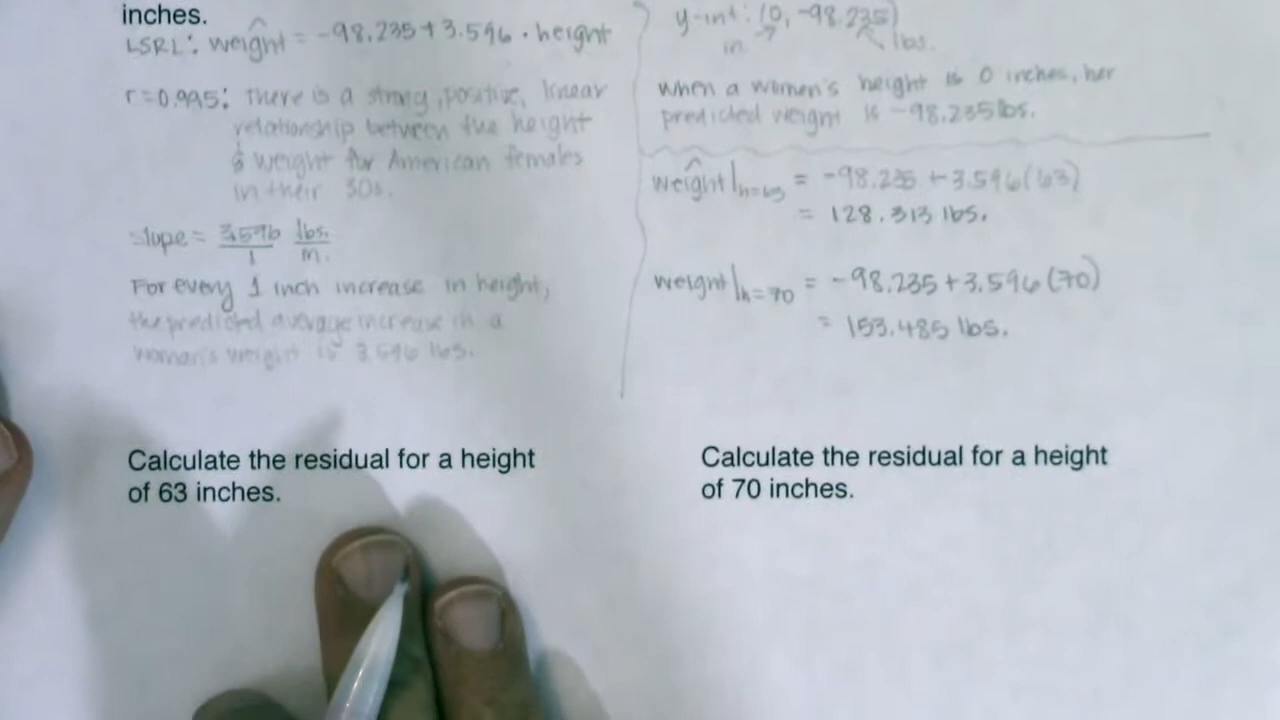 inches.
LSRL: weight = -98.235 + 3.596 · height
r=0.995: There is a strong, positive, linear
relationship between the height
& weight for American females
in their 30s.
slope = 3.596/1 lbs./in.
For every 1 inch increase in height,
the predicted average increase in a
woman's weight is 3.596 lbs.
y-int: (0, -98.235)
in lbs.
when a women's height is 0 inches, her
predicted weight is -98.235 lbs.
weight|h=63 = -98.235 + 3.596(63)
= 128.313 lbs.
weight|h=70 = -98.235 + 3.596(70)
= 153.485 lbs.
Calculate the residual for a height
of 63 inches.
Calculate the residual for a height
of 70 inches.